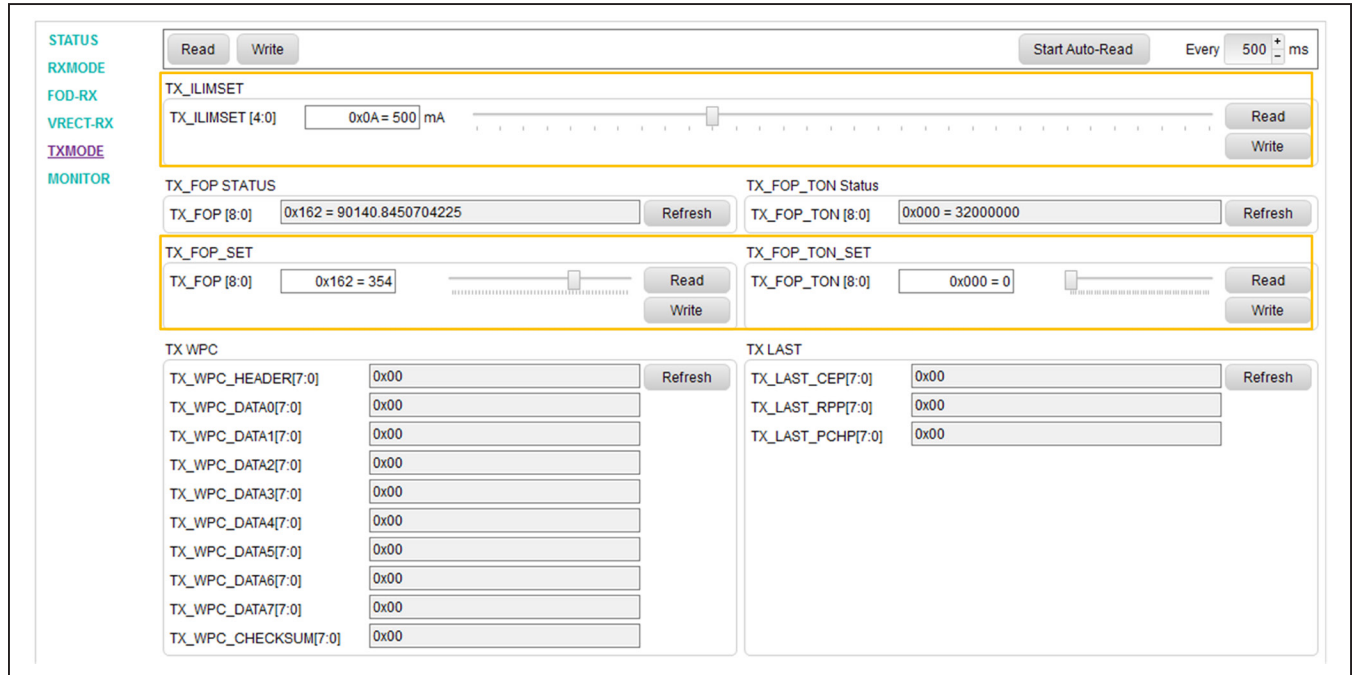 STATUS
RXMODE
FOD-RX
VRECT-RX
TXMODE
MONITOR
Read Write Start Auto-Read Every 500 + - ms
TX_ILIMSET
TX_ILIMSET [4:0] 0x0A = 500 mA Read
Write
TX_FOP STATUS
TX_FOP [8:0] 0x162 = 90140.8450704225 Refresh
TX_FOP_TON Status
TX_FOP_TON [8:0] 0x000 = 32000000 Refresh
TX_FOP_SET
TX_FOP [8:0] 0x162 = 354 Read
Write
TX_FOP_TON_SET
TX_FOP_TON [8:0] 0x000 = 0 Read
Write
TX WPC
TX_WPC_HEADER[7:0] 0x00 Refresh
TX_WPC_DATA0[7:0] 0x00
TX_WPC_DATA1[7:0] 0x00
TX_WPC_DATA2[7:0] 0x00
TX_WPC_DATA3[7:0] 0x00
TX_WPC_DATA4[7:0] 0x00
TX_WPC_DATA5[7:0] 0x00
TX_WPC_DATA6[7:0] 0x00
TX_WPC_DATA7[7:0] 0x00
TX_WPC_CHECKSUM[7:0] 0x00
TX LAST
TX_LAST_CEP[7:0] 0x00 Refresh
TX_LAST_RPP[7:0] 0x00
TX_LAST_PCHP[7:0] 0x00